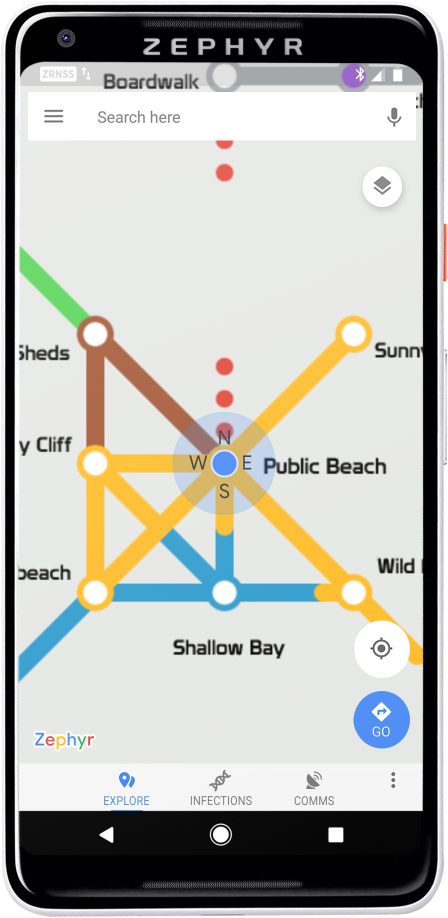 ZEPHYR
ZRNSS
Boardwalk
Search here
Sheds
Sunn
y Cliff
N
W E
S
Public Beach
beach
Wild
Shallow Bay
GO
Zephyr
EXPLORE
INFECTIONS
COMMS